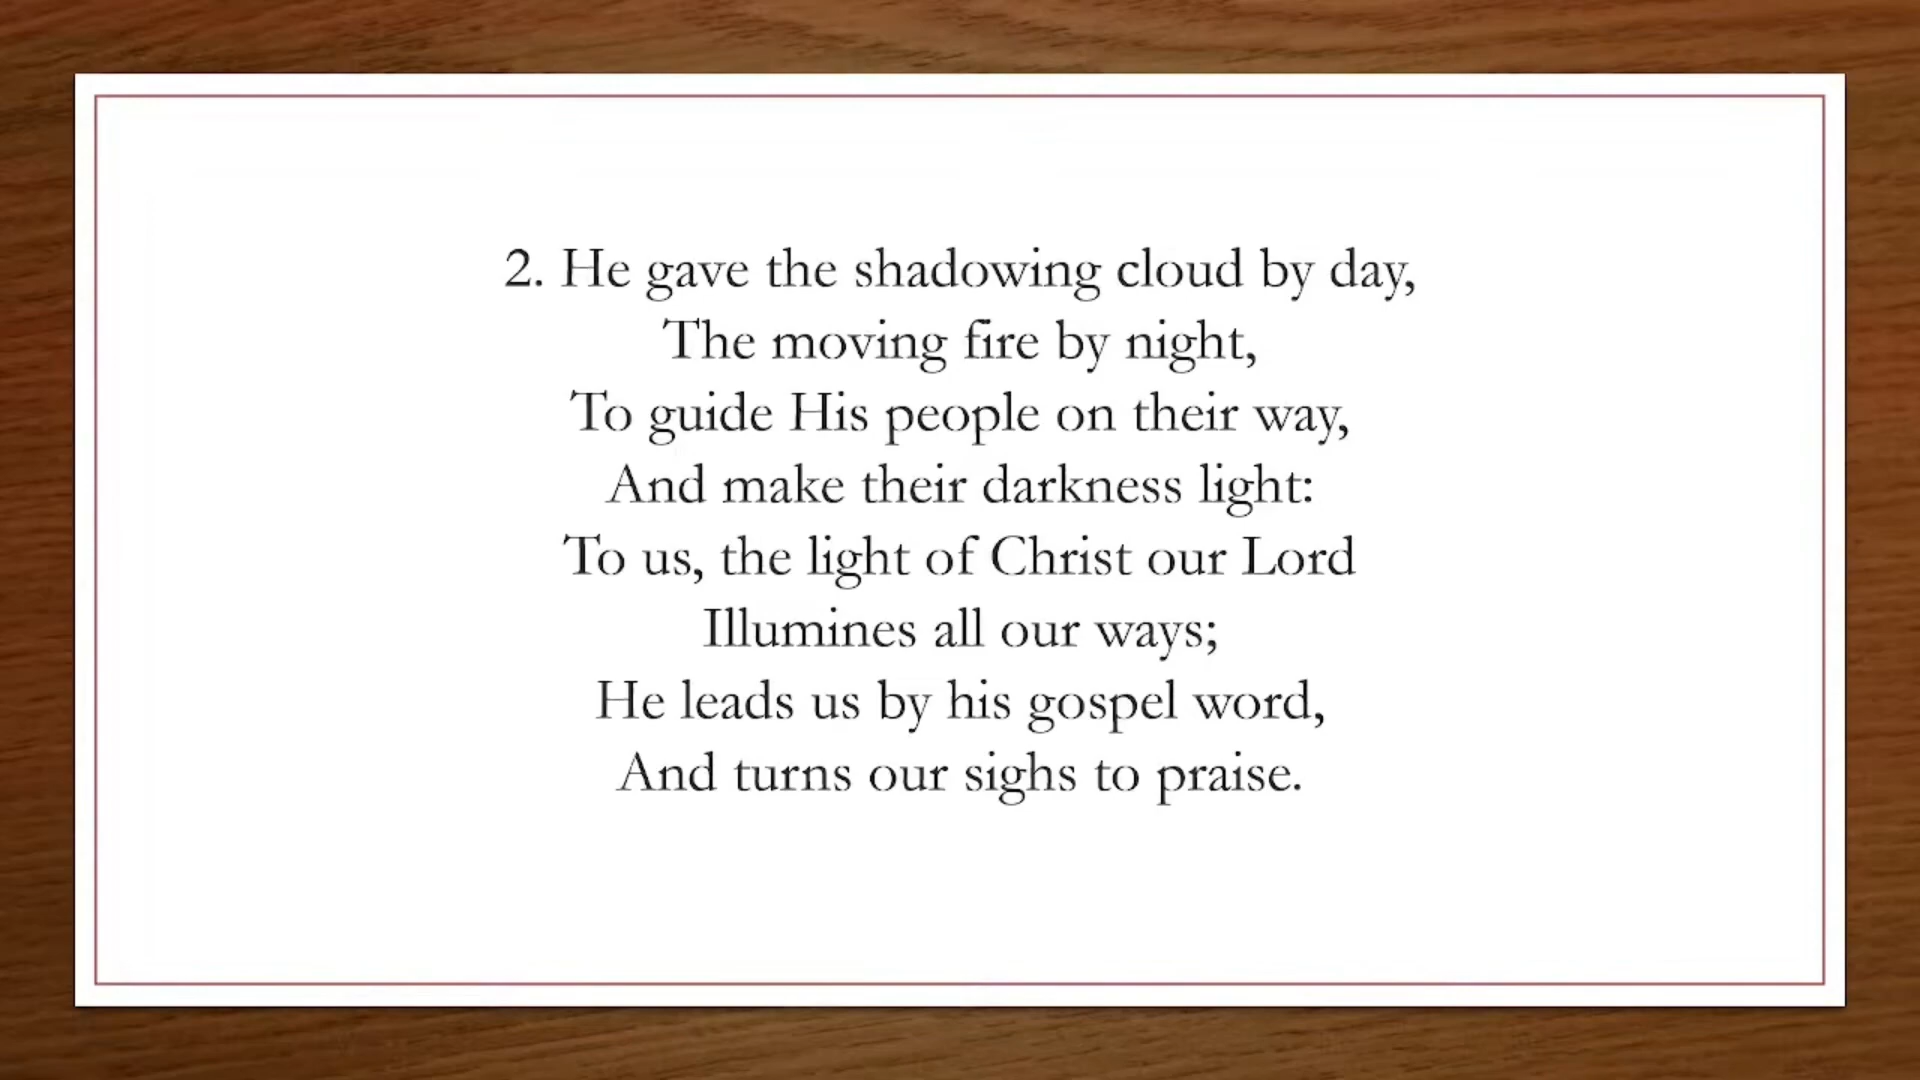 2. He gave the shadowing cloud by day,
The moving fire by night,
To guide His people on their way,
And make their darkness light:
To us, the light of Christ our Lord
Illumines all our ways;
He leads us by his gospel word,
And turns our sighs to praise.